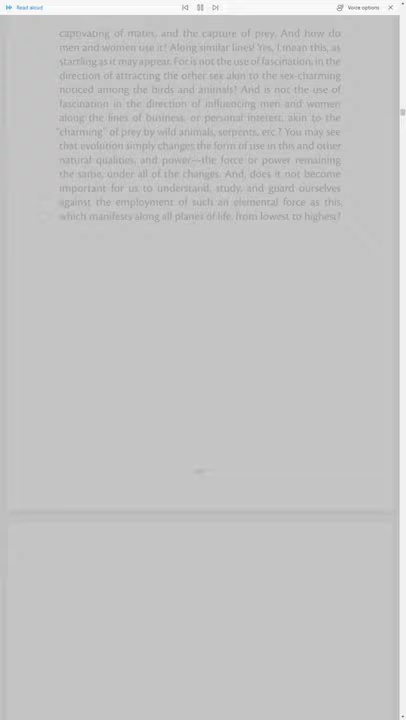 Read aloud
Voice options
captivating of mates, and the capture of prey. And how do
men and women use it? Along similar lines! Yes, I mean this, as
startling as it may appear. For is not the use of fascination, in the
direction of attracting the other sex akin to the sex-charming
noticed among the birds and animals? And is not the use of
fascination in the direction of influencing men and women
along the lines of business, or personal interest, akin to the
“charming” of prey by wild animals, serpents, etc.? You may see
that evolution simply changes the form of use in this and other
natural qualities, and power—the force or power remaining
the same, under all of the changes. And, does it not become
important for us to understand, study, and guard ourselves
against the employment of such an elemental force as this,
which manifests along all planes of life, from lowest to highest?